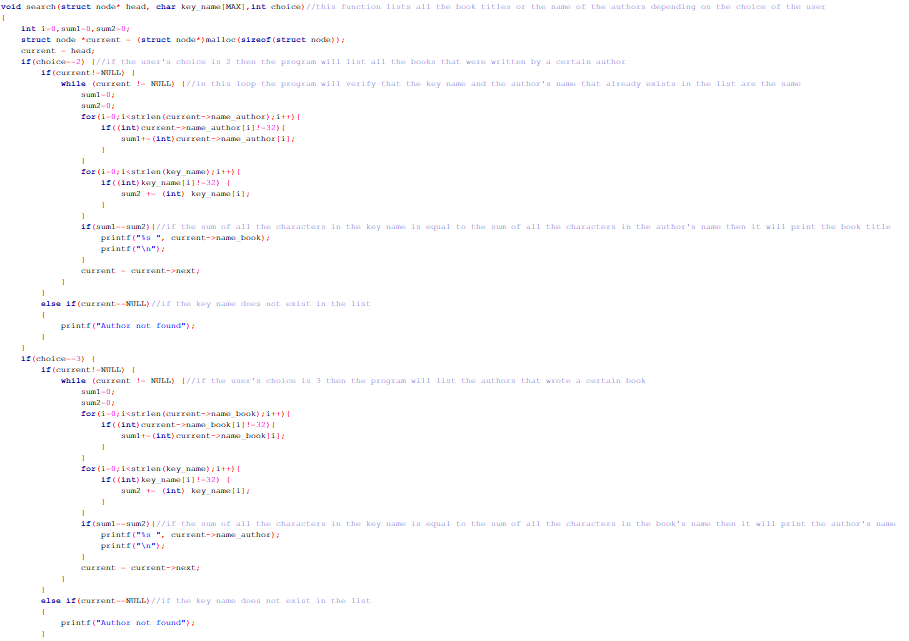 void search(struct node* head, char key_name[MAX],int choice)//this function lists all the book titles or the name of the authors depending on the choice of the user
{
int i=0,sum1=0,sum2=0;
struct node *current = (struct node*)malloc(sizeof(struct node));
current = head;
if(choice==2) {//if the user's choice is 2 then the program will list all the books that were written by a certain author
if(current!=NULL) {
while (current != NULL) {//in this loop the program will verify that the key name and the author's name that already exists in the list are the same
sum1=0;
sum2=0;
for(i=0;i<strlen(current->name_author);i++){
if((int)current->name_author[i]!=32){
sum1+=(int)current->name_author[i];
}
}
for(i=0;i<strlen(key_name);i++){
if((int)key_name[i]!=32) {
sum2 += (int) key_name[i];
}
}
if(sum1==sum2){//if the sum of all the characters in the key name is equal to the sum of all the characters in the author's name then it will print the book title
printf("%s ", current->name_book);
printf("\n");
}
current = current->next;
}
}
else if(current==NULL)//if the key name does not exist in the list
{
printf("Author not found");
}
}
if(choice==3) {
if(current!=NULL) {
while (current != NULL) {//if the user's choice is 3 then the program will list the authors that wrote a certain book
sum1=0;
sum2=0;
for(i=0;i<strlen(current->name_book);i++){
if((int)current->name_book[i]!=32){
sum1+=(int)current->name_book[i];
}
}
for(i=0;i<strlen(key_name);i++){
if((int)key_name[i]!=32) {
sum2 += (int) key_name[i];
}
}
if(sum1==sum2){//if the sum of all the characters in the key name is equal to the sum of all the characters in the book's name then it will print the author's name
printf("%s ", current->name_author);
printf("\n");
}
current = current->next;
}
}
else if(current==NULL)//if the key name does not exist in the list
{
printf("Author not found");
}